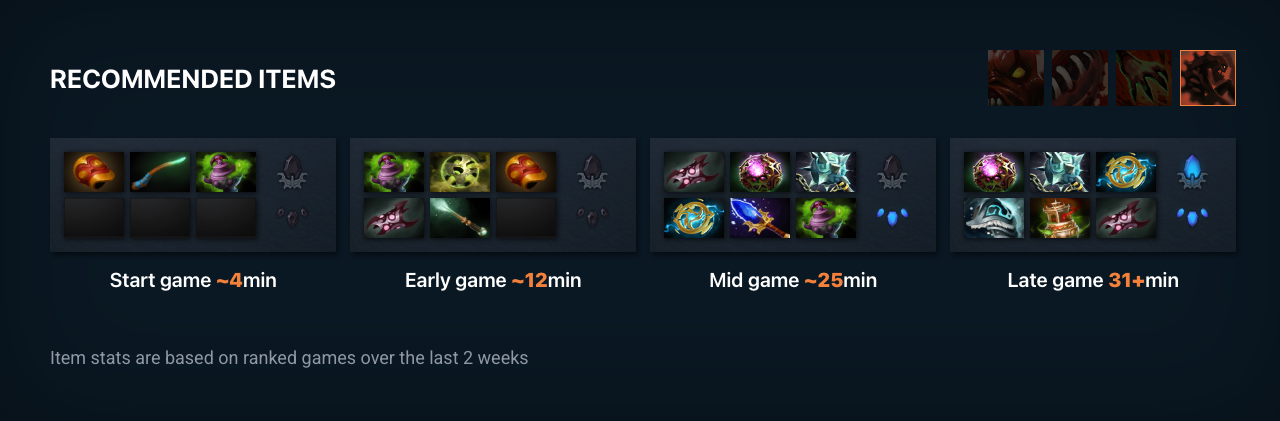 RECOMMENDED ITEMS
Start game ~4min
Early game ~12min
Mid game ~25min
Late game 31+min
Item stats are based on ranked games over the last 2 weeks